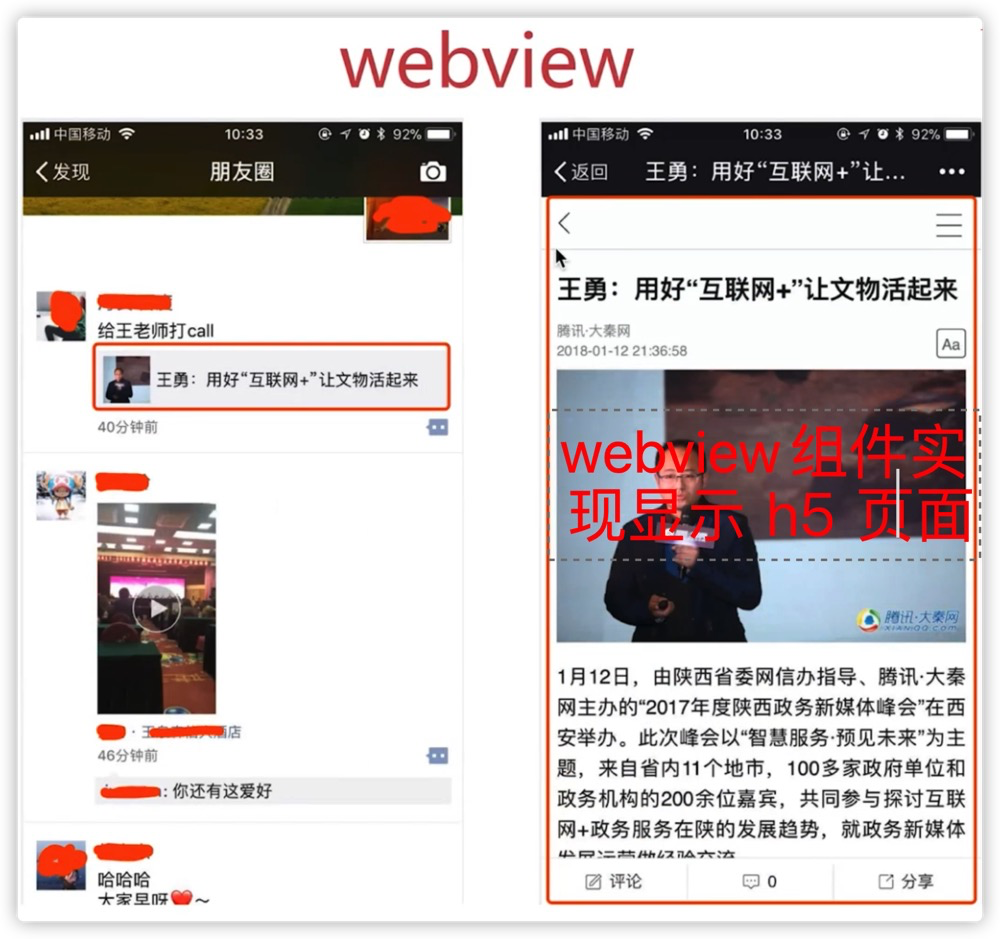 webview
中国移动 10:33 92%
发现 朋友圈
给王老师打call
王勇：用好“互联网+”让文物活起来
40分钟前
酒店
46分钟前
: 你还有这爱好
哈哈哈
大家早呀❤️～
中国移动 10:33 92%
返回 王勇：用好“互联网+”让...
王勇：用好“互联网+”让文物活起来
腾讯·大秦网
2018-01-12 21:36:58
Aa
webview 组件实
现显示 h5 页面
腾讯·大秦网
XIANQQ.COM
1月12日，由陕西省委网信办指导、腾讯·大秦
网主办的“2017年度陕西政务新媒体峰会”在西
安举办。此次峰会以“智慧服务·预见未来”为主
题，来自省内11个地市，100多家政府单位和
政务机构的200余位嘉宾，共同参与探讨互联
网+政务服务在陕的发展趋势，就政务新媒体
发展运营做经验交流
评论 0 分享